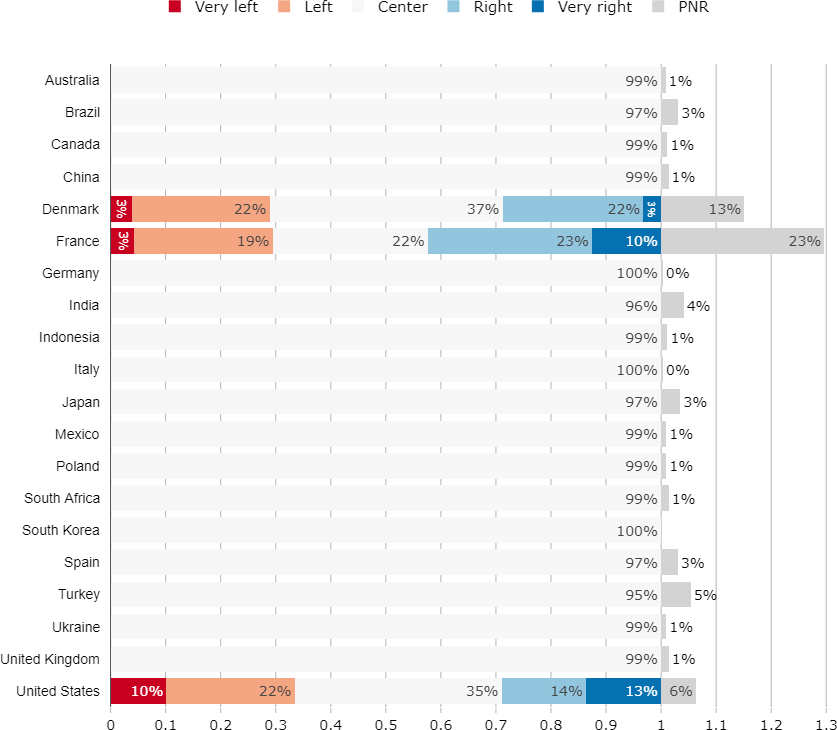 Very left Left Center Right Very right PNR
Australia 99% 1%
Brazil 97% 3%
Canada 99% 1%
China 99% 1%
Denmark 3% 22% 37% 22% 3% 13%
France 3% 19% 22% 23% 10% 23%
Germany 100% 0%
India 96% 4%
Indonesia 99% 1%
Italy 100% 0%
Japan 97% 3%
Mexico 99% 1%
Poland 99% 1%
South Africa 99% 1%
South Korea 100%
Spain 97% 3%
Turkey 95% 5%
Ukraine 99% 1%
United Kingdom 99% 1%
United States 10% 22% 35% 14% 13% 6%
0 0.1 0.2 0.3 0.4 0.5 0.6 0.7 0.8 0.9 1 1.1 1.2 1.3